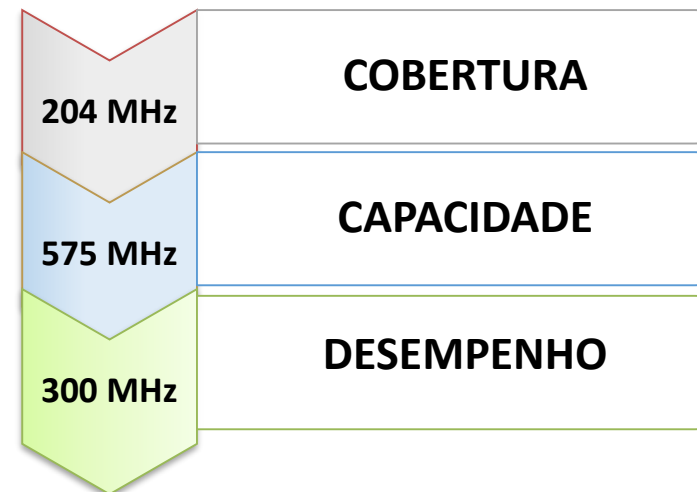 COBERTURA
204 MHz
CAPACIDADE
575 MHz
DESEMPENHO
300 MHz